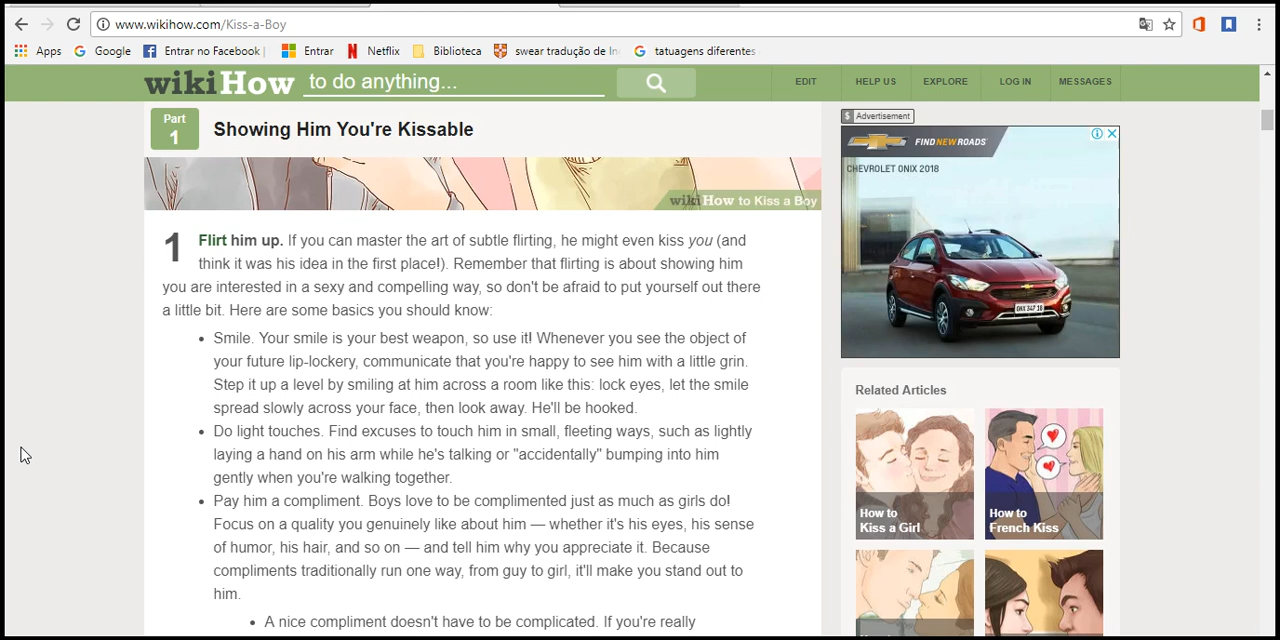 www.wikihow.com/Kiss-a-Boy
Apps Google Entrar no Facebook Entrar Netflix Biblioteca swear tradução de In tatuagens diferentes
wikiHow to do anything... EDIT HELP US EXPLORE LOG IN MESSAGES
Part
1
Showing Him You're Kissable
wikiHow to Kiss a Boy
1 Flirt him up. If you can master the art of subtle flirting, he might even kiss you (and
think it was his idea in the first place!). Remember that flirting is about showing him
you are interested in a sexy and compelling way, so don't be afraid to put yourself out there
a little bit. Here are some basics you should know:
• Smile. Your smile is your best weapon, so use it! Whenever you see the object of
your future lip-lockery, communicate that you're happy to see him with a little grin.
Step it up a level by smiling at him across a room like this: lock eyes, let the smile
spread slowly across your face, then look away. He'll be hooked.
• Do light touches. Find excuses to touch him in small, fleeting ways, such as lightly
laying a hand on his arm while he's talking or "accidentally" bumping into him
gently when you're walking together.
• Pay him a compliment. Boys love to be complimented just as much as girls do!
Focus on a quality you genuinely like about him — whether it's his eyes, his sense
of humor, his hair, and so on — and tell him why you appreciate it. Because
compliments traditionally run one way, from guy to girl, it'll make you stand out to
him.
• A nice compliment doesn't have to be complicated. If you're really
$ Advertisement
FIND NEW ROADS
CHEVROLET ONIX 2018
Related Articles
How to
Kiss a Girl
How to
French Kiss